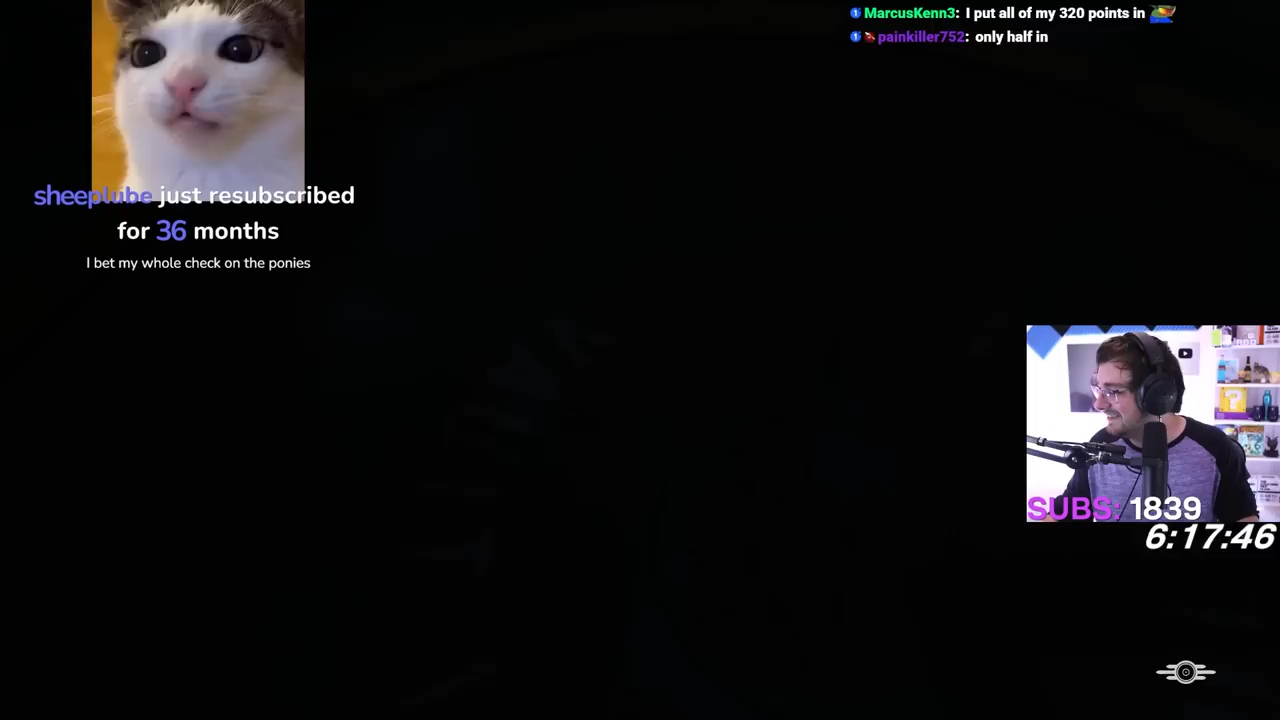 MarcusKenn3: I put all of my 320 points in
painkiller752: only half in
sheeplube just resubscribed
for 36 months
I bet my whole check on the ponies
SUBS: 1839
6:17:46